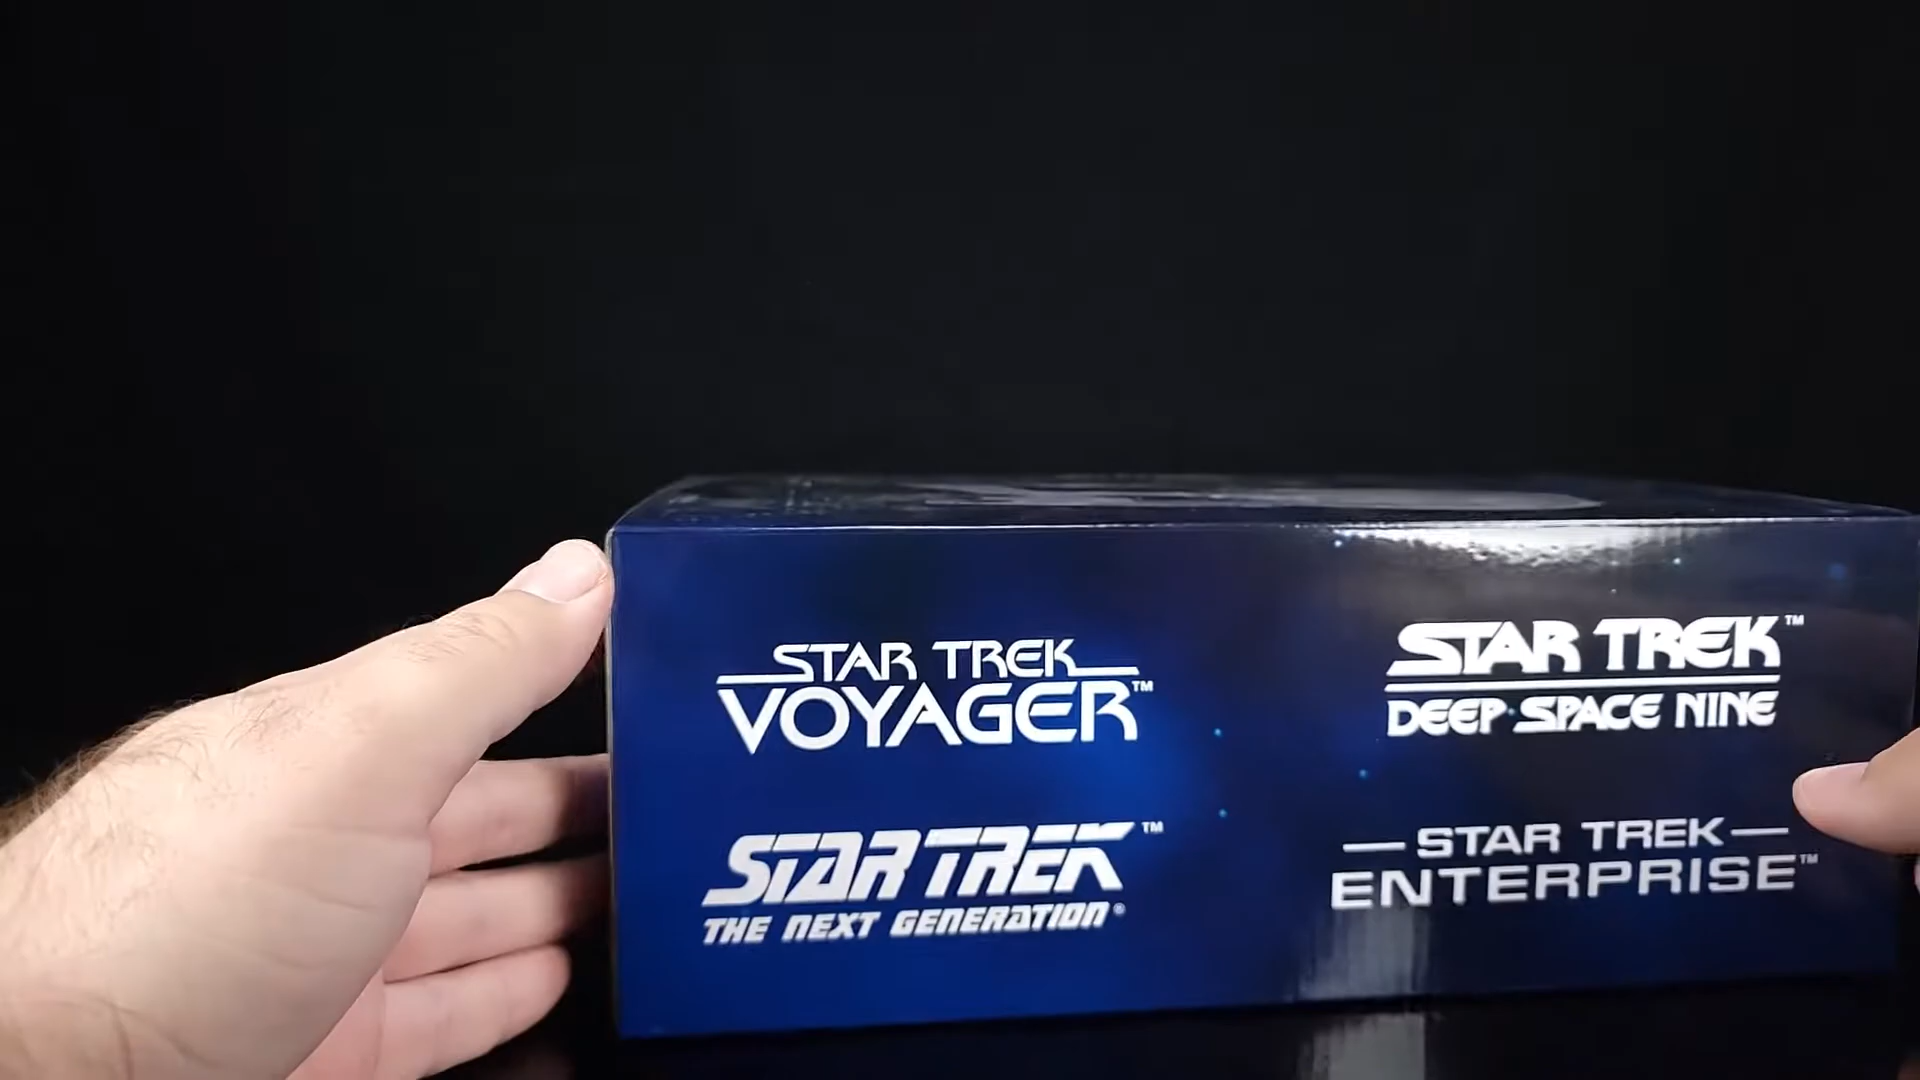 STAR TREK
VOYAGER™
STAR TREK™
DEEP SPACE NINE
STAR TREK™
THE NEXT GENERATION®
STAR TREK
ENTERPRISE™